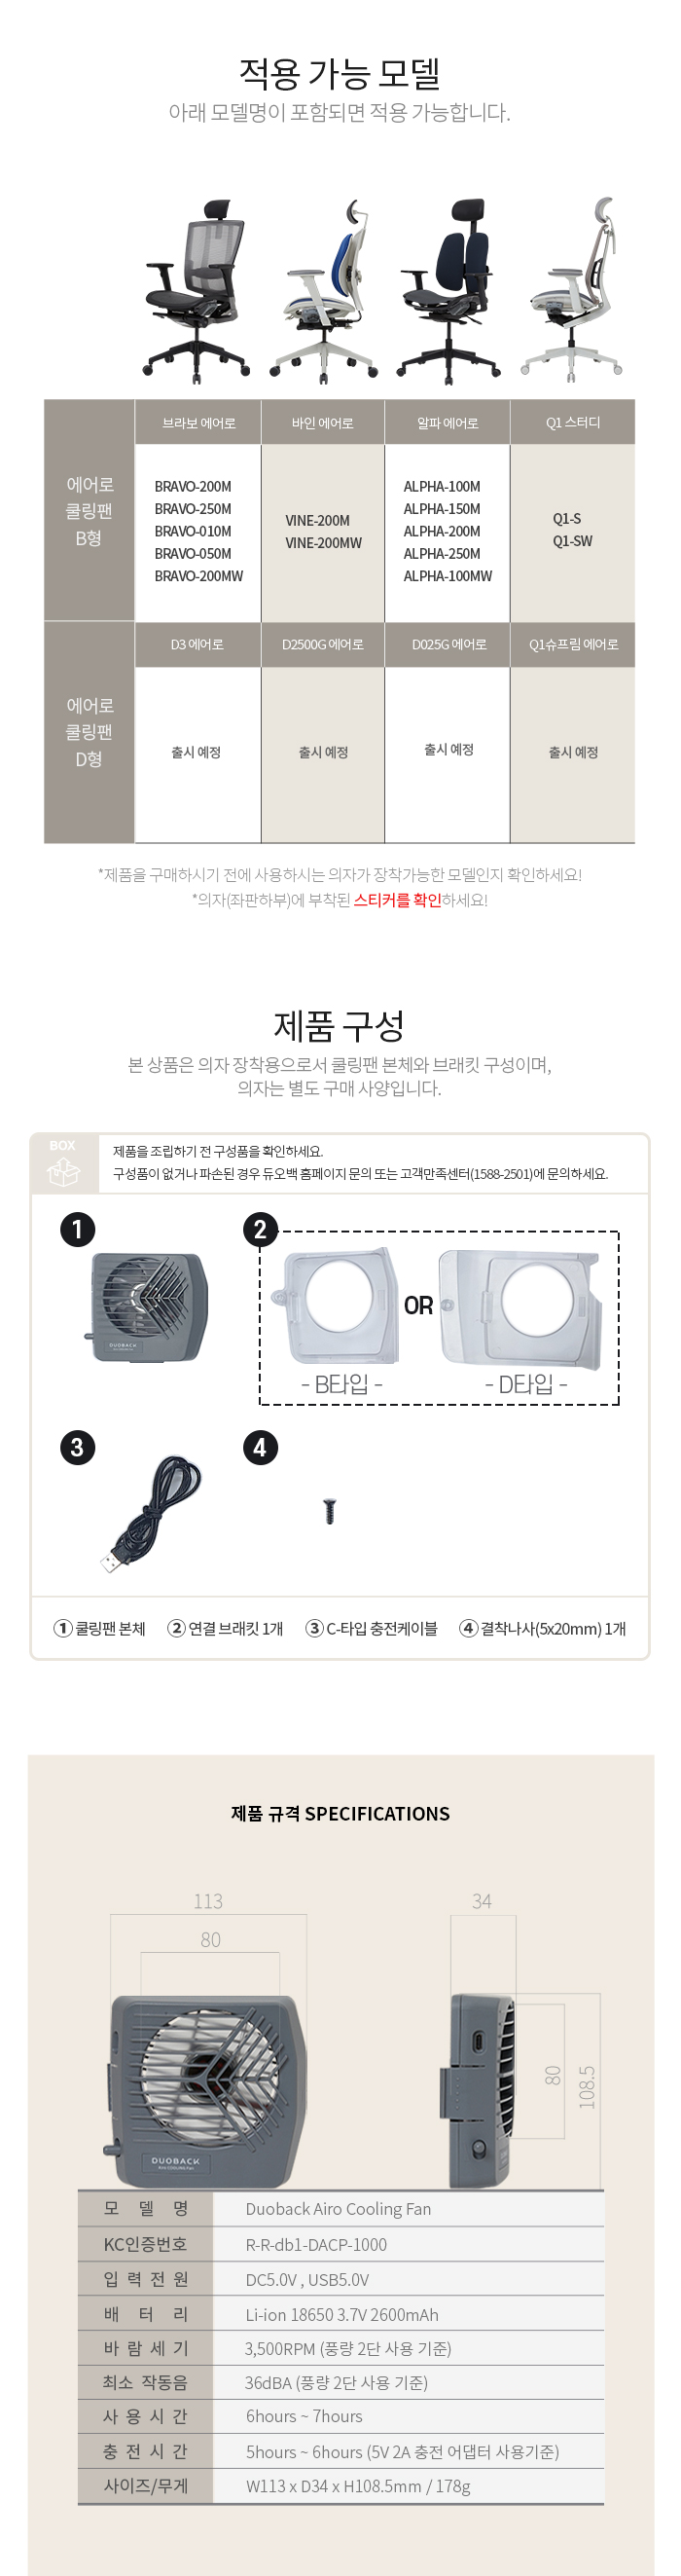 적용 가능 모델
아래 모델명이 포함되면 적용 가능합니다.
브라보 에어로
바인 에어로
알파 에어로
Q1 스터디
에어로
쿨링팬
B형
BRAVO-200M
BRAVO-250M
BRAVO-010M
BRAVO-050M
BRAVO-200MW
VINE-200M
VINE-200MW
ALPHA-100M
ALPHA-150M
ALPHA-200M
ALPHA-250M
ALPHA-100MW
Q1-S
Q1-SW
D3 에어로
D2500G 에어로
D025G 에어로
Q1슈프림 에어로
에어로
쿨링팬
D형
출시 예정
출시 예정
출시 예정
출시 예정
*제품을 구매하시기 전에 사용하시는 의자가 장착가능한 모델인지 확인하세요!
*의자(좌판하부)에 부착된 스티커를 확인하세요!
제품 구성
본 상품은 의자 장착용으로서 쿨링팬 본체와 브래킷 구성이며,
의자는 별도 구매 사양입니다.
BOX
제품을 조립하기 전 구성품을 확인하세요.
구성품이 없거나 파손된 경우 듀오백 홈페이지 문의 또는 고객만족센터(1588-2501)에 문의하세요.
1
2
DUOBACK
OR
- B타입 -
- D타입 -
3
4
① 쿨링팬 본체
② 연결 브래킷 1개
③ C-타입 충전케이블
④ 결착나사(5x20mm) 1개
제품 규격 SPECIFICATIONS
113
80
34
80
108.5
DUOBACK
Airo COOLING Fan
모 델 명
Duoback Airo Cooling Fan
KC인증번호
R-R-db1-DACP-1000
입 력 전 원
DC5.0V , USB5.0V
배 터 리
Li-ion 18650 3.7V 2600mAh
바 람 세 기
3,500RPM (풍량 2단 사용 기준)
최소 작동음
36dBA (풍량 2단 사용 기준)
사 용 시 간
6hours ~ 7hours
충 전 시 간
5hours ~ 6hours (5V 2A 충전 어댑터 사용기준)
사이즈/무게
W113 x D34 x H108.5mm / 178g